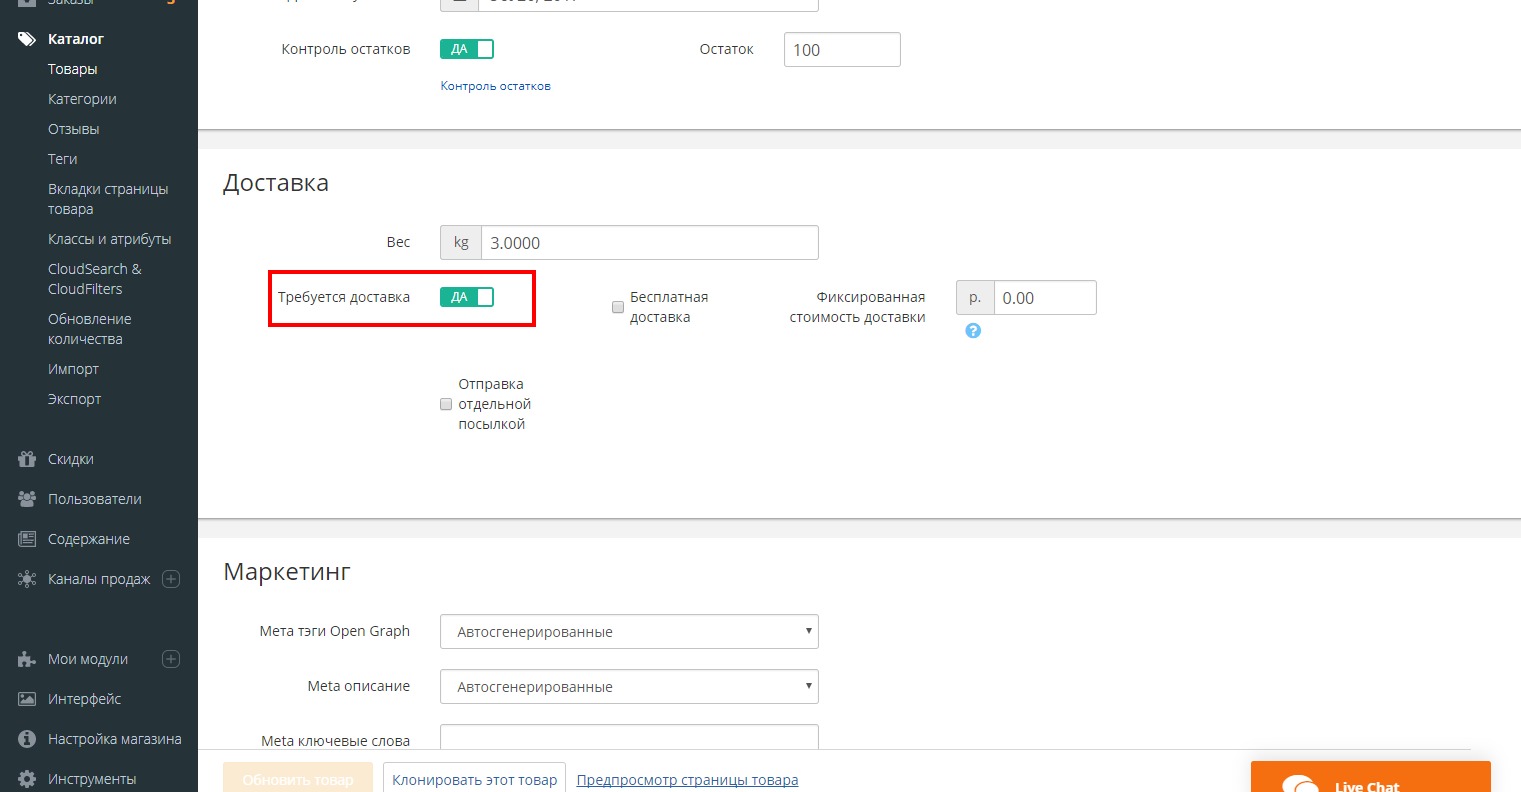 Заказы
5
Каталог
Товары
Категории
Отзывы
Теги
Вкладки страницы
товара
Классы и атрибуты
CloudSearch &
CloudFilters
Обновление
количества
Импорт
Экспорт
Скидки
Пользователи
Содержание
Каналы продаж
Мои модули
Интерфейс
Настройка магазина
Инструменты
Контроль остатков
ДА
Остаток
100
Контроль остатков
Доставка
Вес
kg
3.0000
Требуется доставка
ДА
Бесплатная
доставка
Фиксированная
стоимость доставки
р.
0.00
?
Отправка
отдельной
посылкой
Маркетинг
Мета тэги Open Graph
Автосгенерированные
Meta описание
Автосгенерированные
Meta ключевые слова
Обновить товар
Клонировать этот товар
Предпросмотр страницы товара
Live Chat